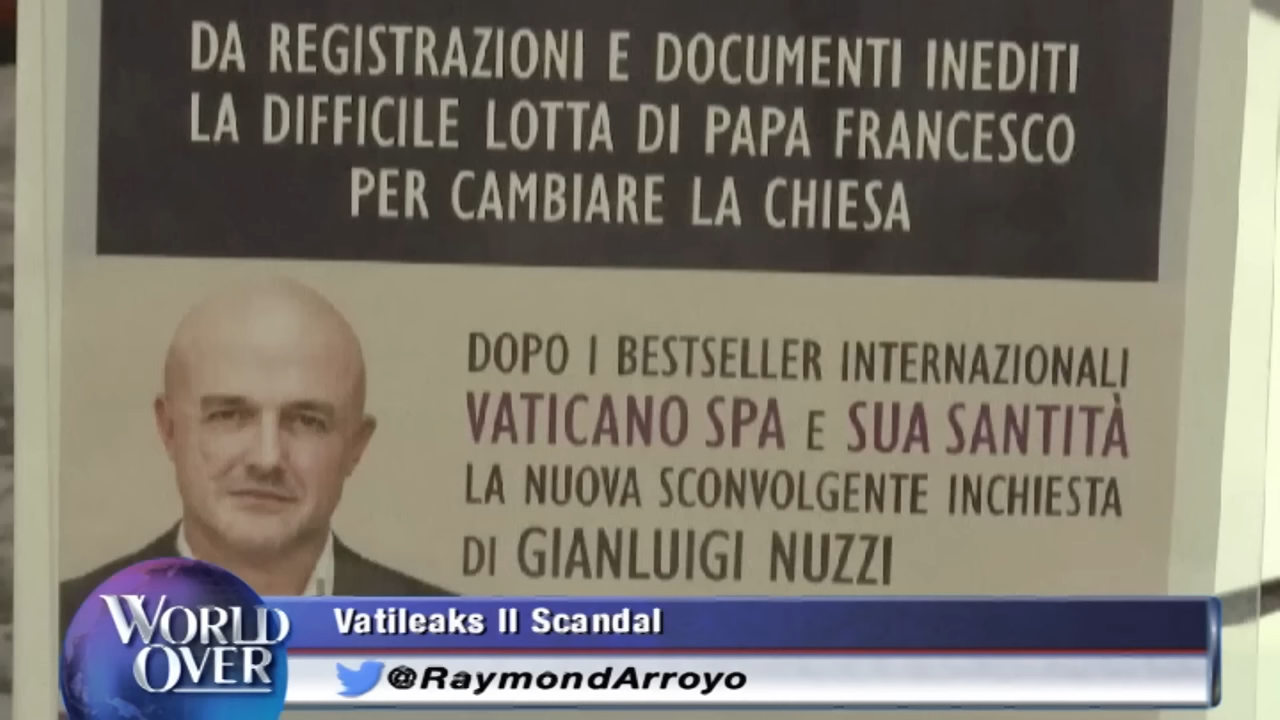 DA REGISTRAZIONI E DOCUMENTI INEDITI
LA DIFFICILE LOTTA DI PAPA FRANCESCO
PER CAMBIARE LA CHIESA
DOPO I BESTSELLER INTERNAZIONALI
VATICANO SPA E SUA SANTITÀ
LA NUOVA SCONVOLGENTE INCHIESTA
DI GIANLUIGI NUZZI
WORLD
OVER
Vatileaks II Scandal
@RaymondArroyo